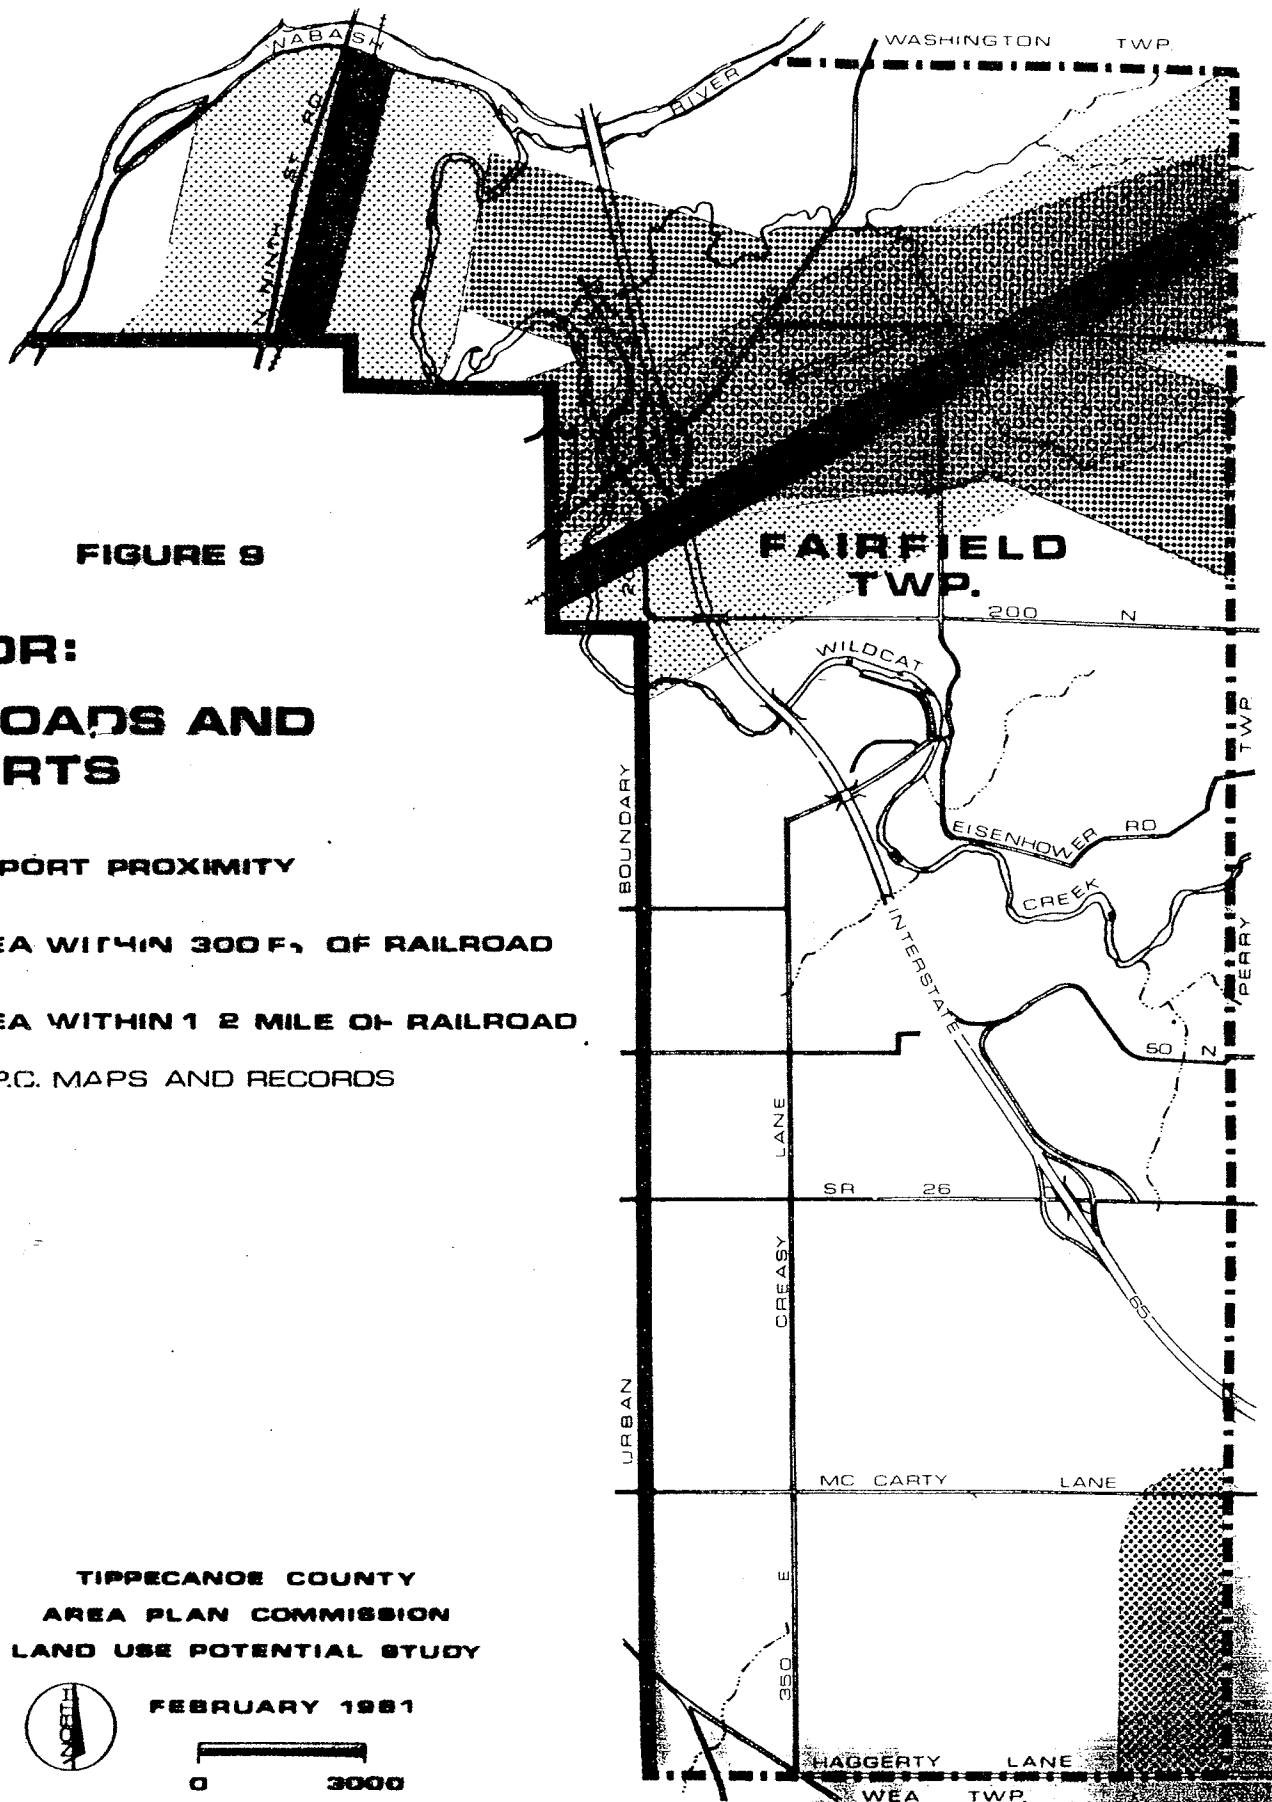 WABASH
RIVER
WASHINGTON TWP.
NINTH ST RD
FIGURE 9
FAIRFIELD
TWP.
200 N
OR:
WILDCAT
OADS AND
RTS
TWP
BOUNDARY
EISENHOWER RD
PORT PROXIMITY
CREEK
PERRY
INTERSTATE
EA WITHIN 300 F OF RAILROAD
EA WITHIN 1 2 MILE OF RAILROAD
50 N
P.C. MAPS AND RECORDS
LANE
SR 26
CREASY
65
URBAN
MC CARTY LANE
TIPPECANOE COUNTY
AREA PLAN COMMISSION
LAND USE POTENTIAL STUDY
350 E
NORTH
FEBRUARY 1981
0 3000
HAGGERTY LANE
WEA TWP.